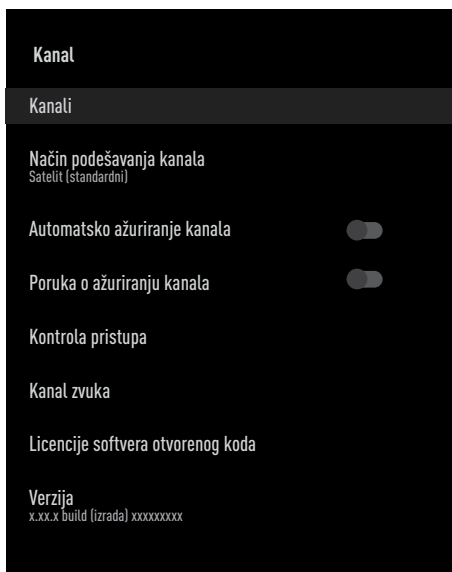 Kanal
Kanali
Način podešavanja kanala
Satelit (standardni)
Automatsko ažuriranje kanala
Poruka o ažuriranju kanala
Kontrola pristupa
Kanal zvuka
Licencije softvera otvorenog koda
Verzija
x.xx.x build (izrada) xxxxxxxxx